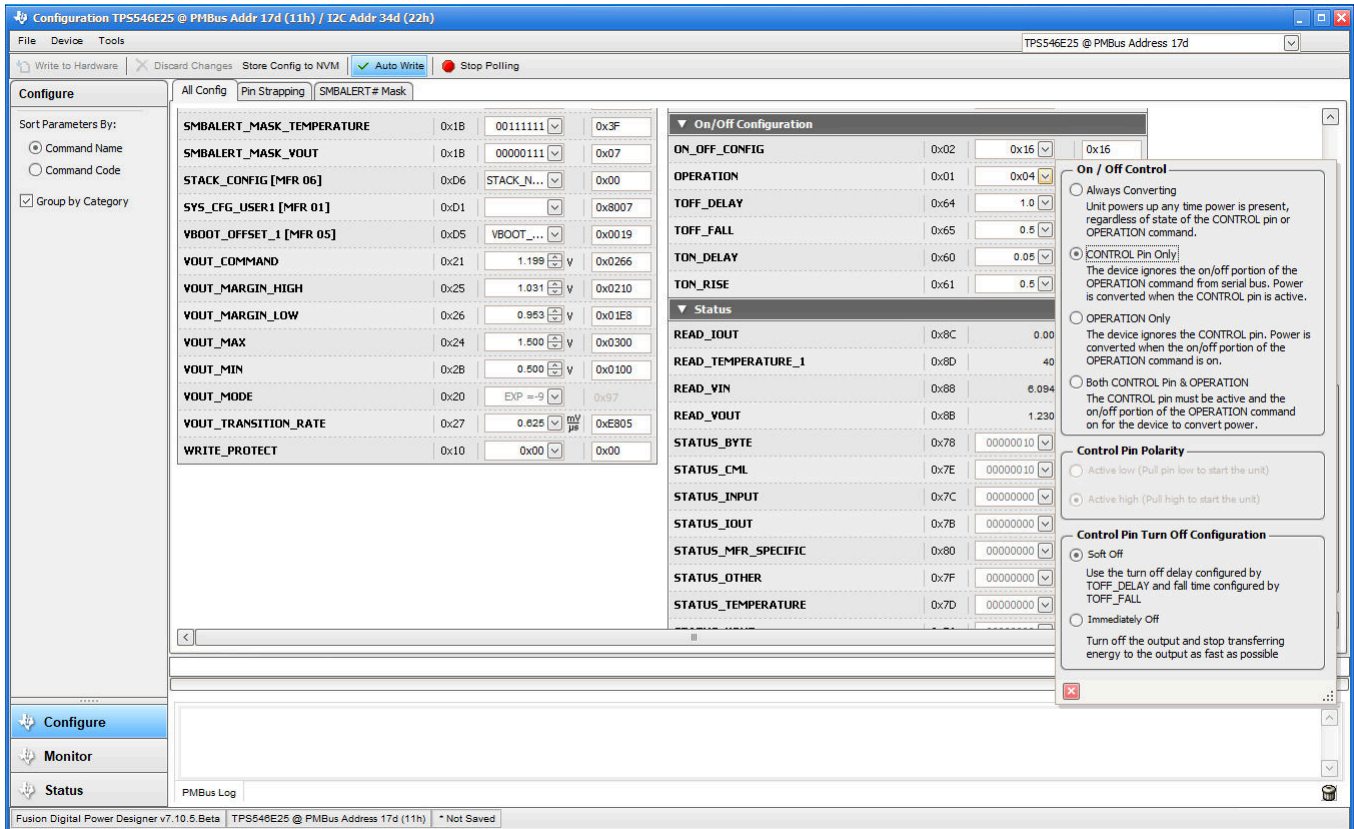 Configuration TPS546E25 @ PMBus Addr 17d (11h) / I2C Addr 34d (22h)
File Device Tools
TPS546E25 @ PMBus Address 17d
Write to Hardware Discard Changes Store Config to NVM Auto Write Stop Polling
Configure
Sort Parameters By:
Command Name
Command Code
Group by Category
All Config Pin Strapping SMBALERT# Mask
SMBALERT_MASK_TEMPERATURE 0x1B 00111111 0x3F
SMBALERT_MASK_VOUT 0x1B 00000111 0x07
STACK_CONFIG [MFR 06] 0xD6 STACK_N... 0x00
SYS_CFG_USER1 [MFR 01] 0xD1 0x8007
VBOOT_OFFSET_1 [MFR 05] 0xD5 VBOOT_... 0x0019
VOUT_COMMAND 0x21 1.199 V 0x0266
VOUT_MARGIN_HIGH 0x25 1.031 V 0x0210
VOUT_MARGIN_LOW 0x26 0.953 V 0x01E8
VOUT_MAX 0x24 1.500 V 0x0300
VOUT_MIN 0x2B 0.500 V 0x0100
VOUT_MODE 0x20 EXP =-9 0x97
VOUT_TRANSITION_RATE 0x27 0.625 mV/µs 0xE805
WRITE_PROTECT 0x10 0x00 0x00
On/Off Configuration
ON_OFF_CONFIG 0x02 0x16 0x16
OPERATION 0x01 0x04
TOFF_DELAY 0x64 1.0
TOFF_FALL 0x65 0.5
TON_DELAY 0x60 0.05
TON_RISE 0x61 0.5
Status
READ_IOUT 0x8C 0.00
READ_TEMPERATURE_1 0x8D 40
READ_VIN 0x88 6.094
READ_VOUT 0x8B 1.230
STATUS_BYTE 0x78 00000010
STATUS_CML 0x7E 00000010
STATUS_INPUT 0x7C 00000000
STATUS_IOUT 0x7B 00000000
STATUS_MFR_SPECIFIC 0x80 00000000
STATUS_OTHER 0x7F 00000000
STATUS_TEMPERATURE 0x7D 00000000
On / Off Control
Always Converting
Unit powers up any time power is present,
regardless of state of the CONTROL pin or
OPERATION command.
CONTROL Pin Only
The device ignores the on/off portion of the
OPERATION command from serial bus. Power
is converted when the CONTROL pin is active.
OPERATION Only
The device ignores the CONTROL pin. Power is
converted when the on/off portion of the
OPERATION command is on.
Both CONTROL Pin & OPERATION
The CONTROL pin must be active and the
on/off portion of the OPERATION command
on for the device to convert power.
Control Pin Polarity
Active low (Pull pin low to start the unit)
Active high (Pull high to start the unit)
Control Pin Turn Off Configuration
Soft Off
Use the turn off delay configured by
TOFF_DELAY and fall time configured by
TOFF_FALL
Immediately Off
Turn off the output and stop transferring
energy to the output as fast as possible
Configure
Monitor
Status
PMBus Log
Fusion Digital Power Designer v7.10.5.Beta TPS546E25 @ PMBus Address 17d (11h) * Not Saved